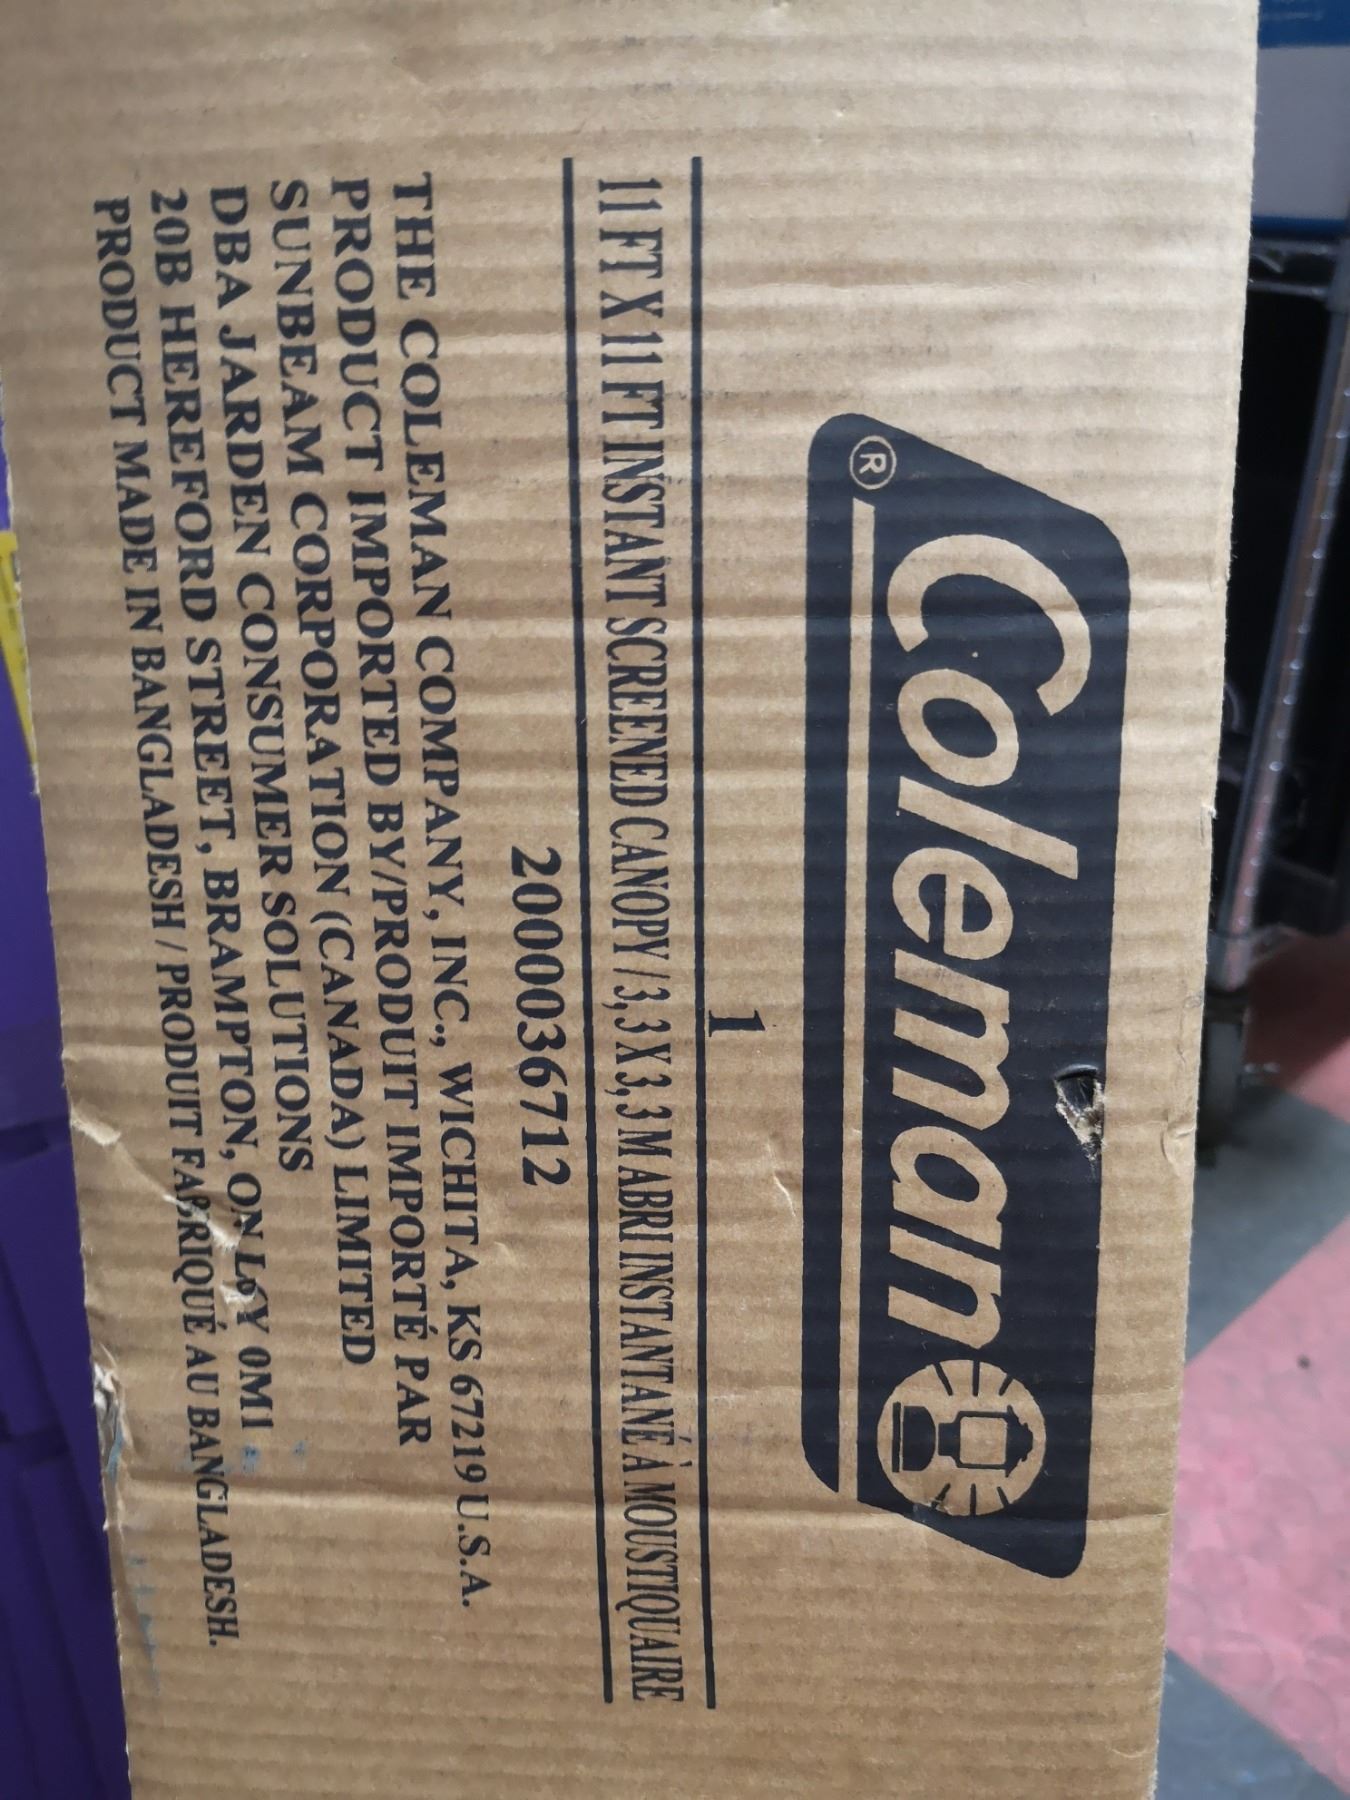 Coleman
®
1
11 FT X 11 FT INSTANT SCREENED CANOPY / 3,3 X 3,3 M ABRI INSTANTANÉ À MOUSTIQUAIRE
2000036712
THE COLEMAN COMPANY, INC., WICHITA, KS 67219 U.S.A.
PRODUCT IMPORTED BY/PRODUIT IMPORTÉ PAR
SUNBEAM CORPORATION (CANADA) LIMITED
DBA JARDEN CONSUMER SOLUTIONS
20B HEREFORD STREET, BRAMPTON, ON L6Y 0M1
PRODUCT MADE IN BANGLADESH / PRODUIT FABRIQUÉ AU BANGLADESH.